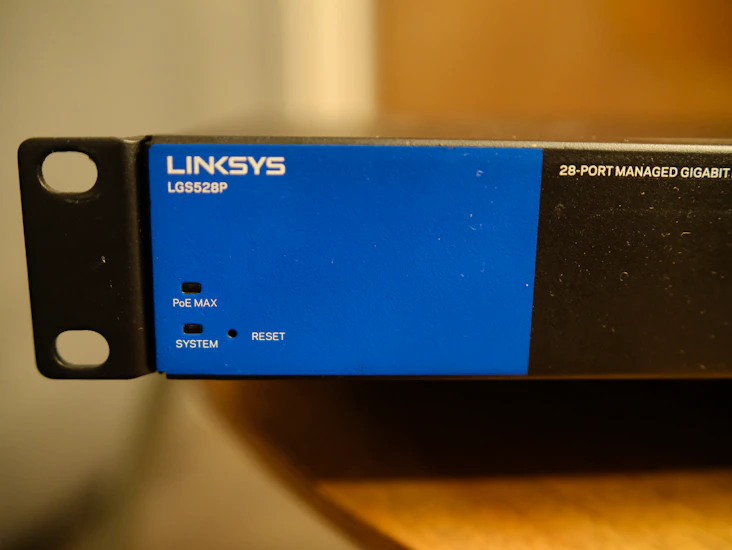 LINKSYS
LGS528P
28-PORT MANAGED GIGABIT
PoE MAX
SYSTEM
RESET